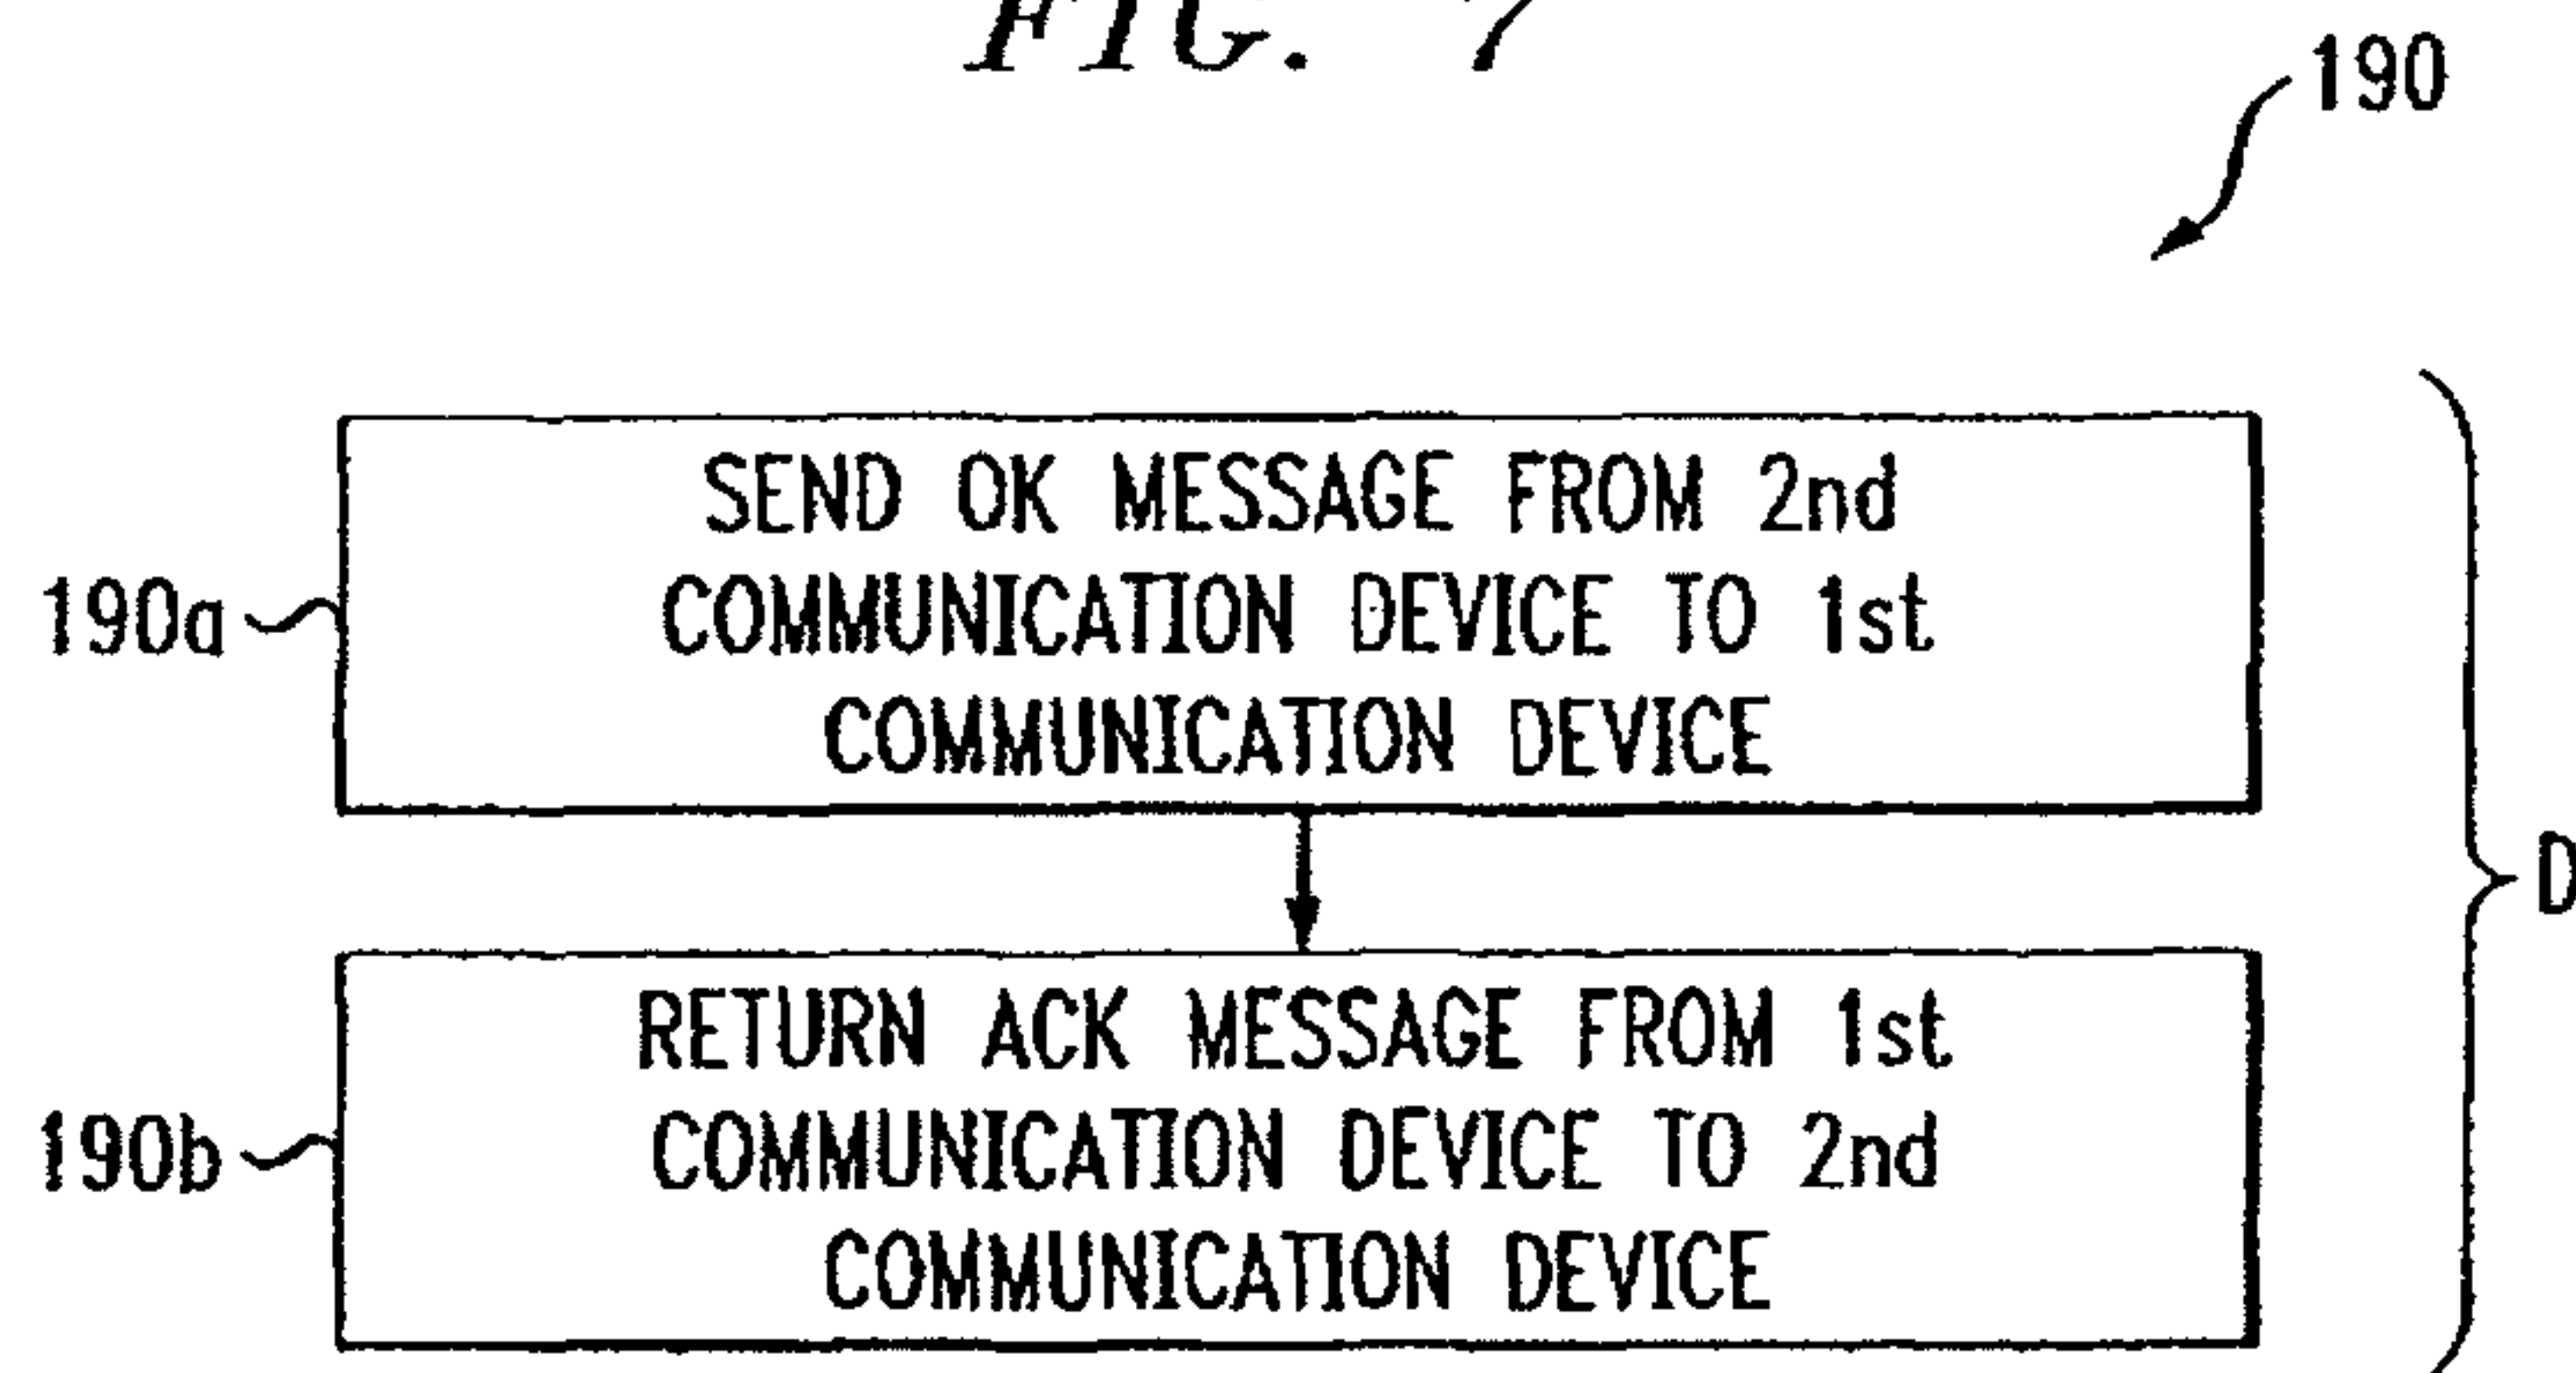 FIG. 7
190
SEND OK MESSAGE FROM 2nd
190a
COMMUNICATION DEVICE TO 1st
COMMUNICATION DEVICE
D
RETURN ACK MESSAGE FROM 1st
190b
COMMUNICATION DEVICE TO 2nd
COMMUNICATION DEVICE